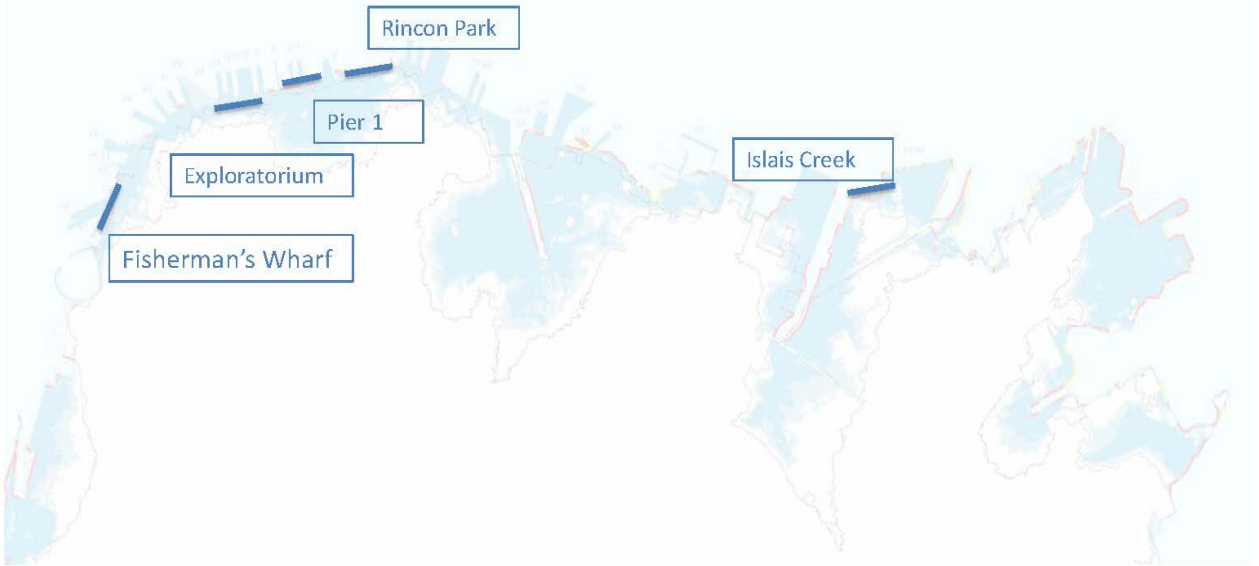 Rincon Park
Pier 1
Exploratorium
Fisherman's Wharf
Islais Creek